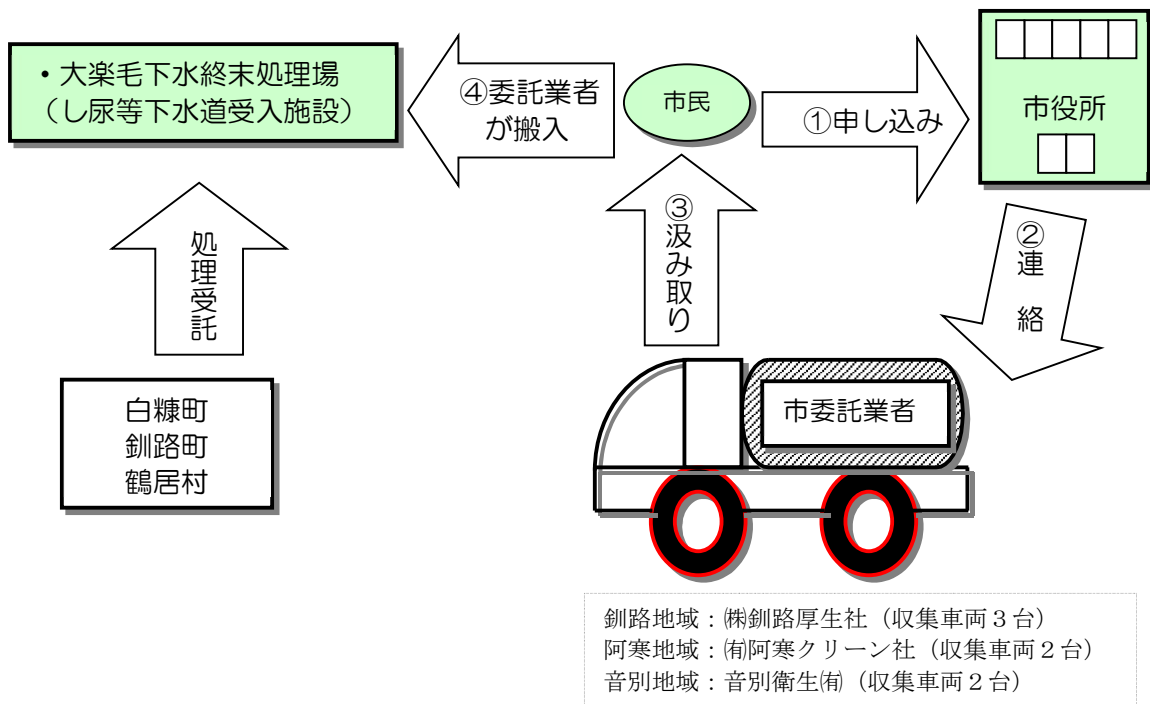 ・大楽毛下水終末処理場
（し尿等下水道受入施設）
④委託業者
が搬入
市民
①申し込み
市役所
②連 絡
③汲み取り
処理受託
白糠町
釧路町
鶴居村
市委託業者
釧路地域：㈱釧路厚生社（収集車両３台）
阿寒地域：㈲阿寒クリーン社（収集車両２台）
音別地域：音別衛生㈲（収集車両２台）